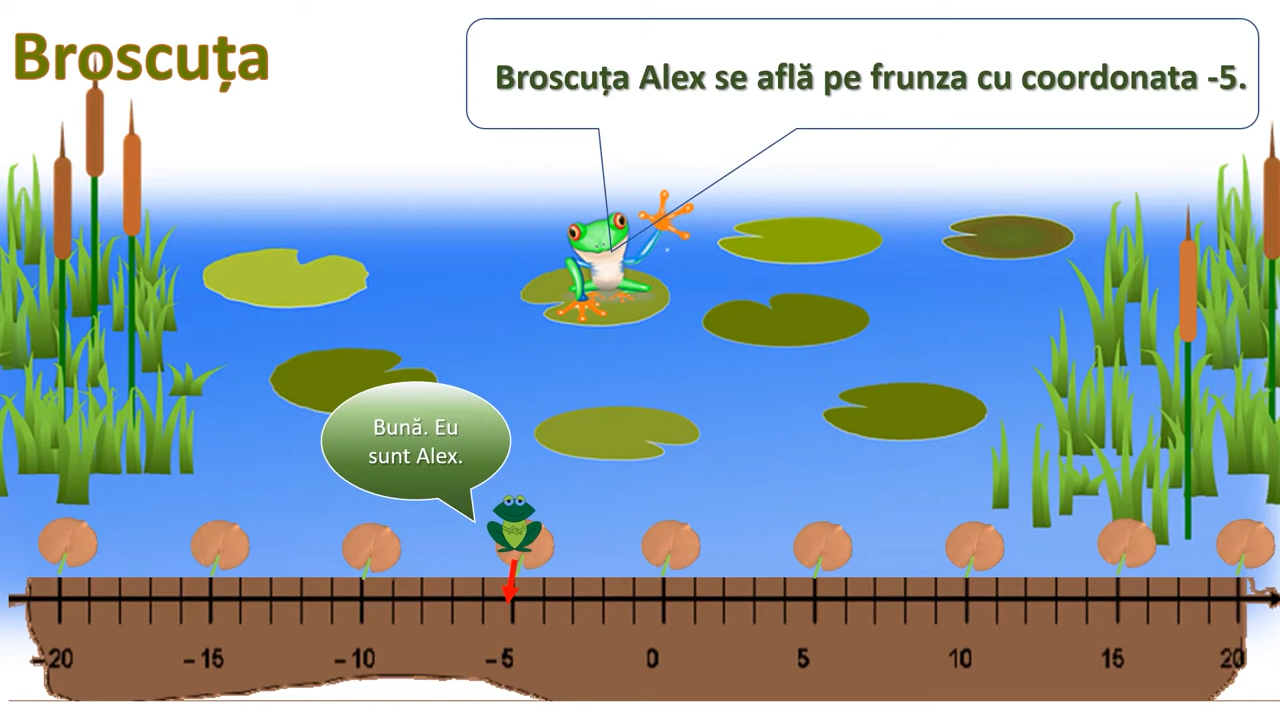 Broscuța
Broscuța Alex se află pe frunza cu coordonata -5.
Bună. Eu
sunt Alex.
-20 -15 -10 -5 0 5 10 15 20